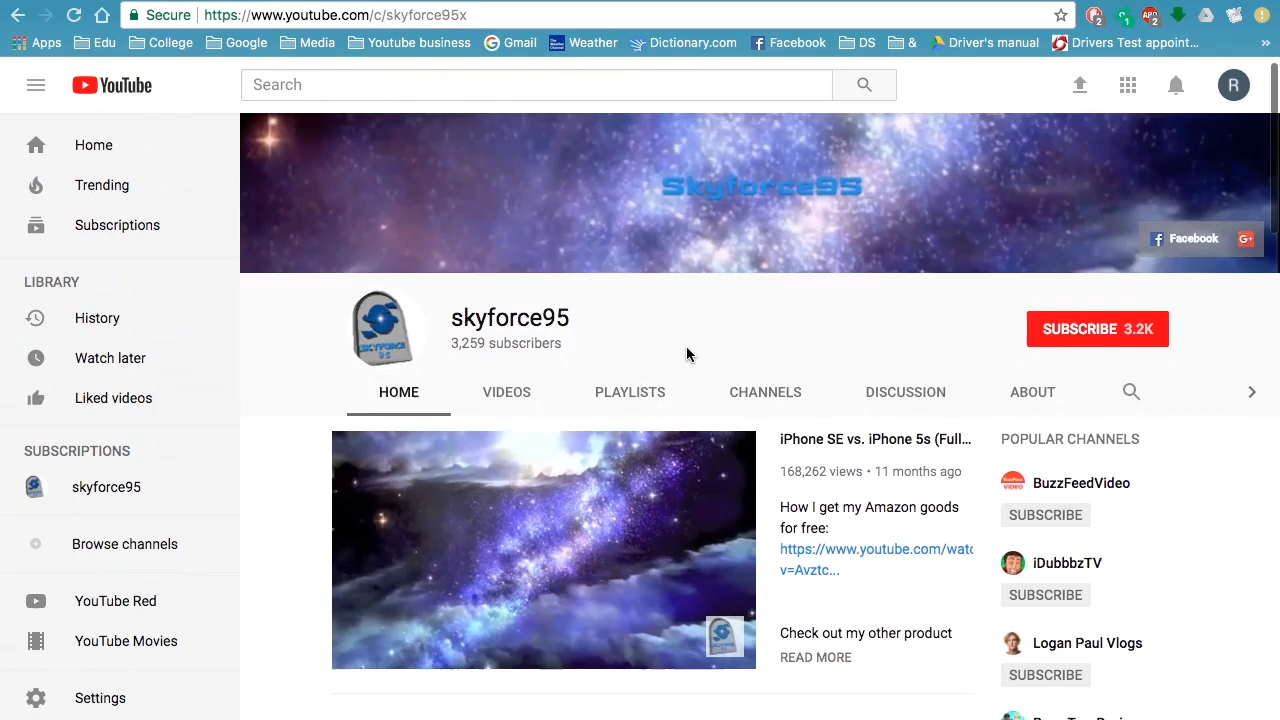 Secure https://www.youtube.com/c/skyforce95x
Apps Edu College Google Media Youtube business Gmail Weather Dictionary.com Facebook DS & Driver's manual Drivers Test appoint... »
YouTube Search R
Home
Trending
Subscriptions
LIBRARY
History
Watch later
Liked videos
SUBSCRIPTIONS
skyforce95
Browse channels
YouTube Red
YouTube Movies
Settings
Skyforce95
Facebook G+
SKYFORCE
95
skyforce95
3,259 subscribers
SUBSCRIBE 3.2K
HOME VIDEOS PLAYLISTS CHANNELS DISCUSSION ABOUT
iPhone SE vs. iPhone 5s (Full...
168,262 views • 11 months ago
How I get my Amazon goods
for free:
https://www.youtube.com/watc
v=Avztc...
Check out my other product
READ MORE
POPULAR CHANNELS
BuzzFeedVideo
SUBSCRIBE
iDubbbzTV
SUBSCRIBE
Logan Paul Vlogs
SUBSCRIBE